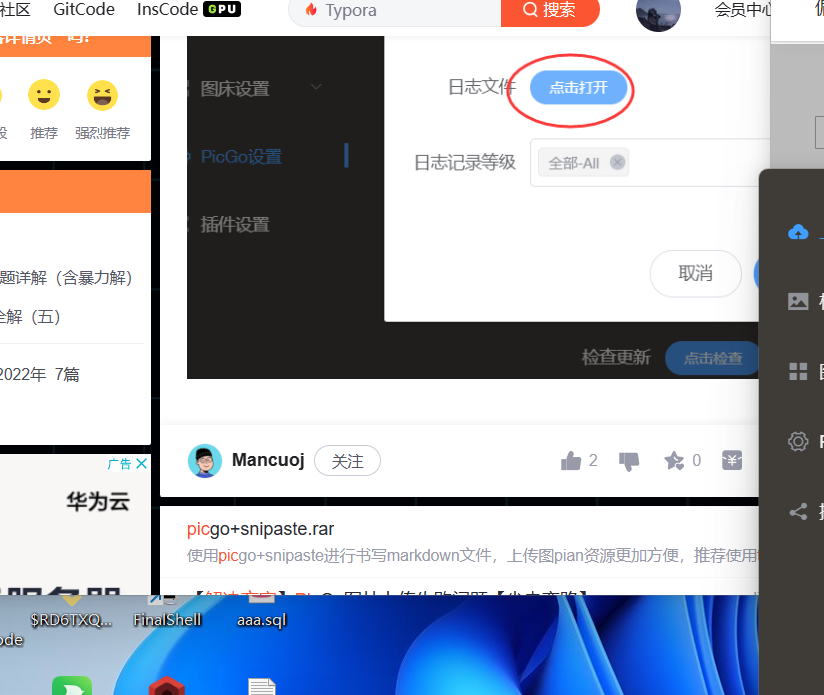 社区 GitCode InsCode GPU Typora 搜索 会员中心
推荐 强烈推荐
题详解（含暴力解）
全解（五）
2022年 7篇
广告
华为云
图床设置
PicGo设置
插件设置
日志文件 点击打开
日志记录等级 全部-All
取消
检查更新 点击检查
Mancuoj 关注 2 0
picgo+snipaste.rar
使用picgo+snipaste进行书写markdown文件，上传图pian资源更加方便，推荐使用
$RD6TXQ...
FinalShell
aaa.sql
ode